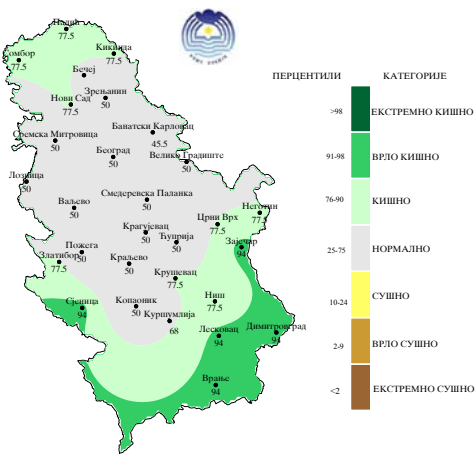 Палић
77.5
Сомбор
77.5
Кикинда
77.5
Бечеј
Зрењанин
50
Нови Сад
77.5
Банатски Карловац
45.5
Сремска Митровица
50
Београд
50
Велико Градиште
50
Лозница
50
Ваљево
50
Смедеревска Паланка
50
Неготин
77.5
Црни Врх
77.5
Крагујевац
50
Ћуприја
50
Зајечар
94
Пожега
50
Златибор
77.5
Краљево
50
Крушевац
77.5
Сјеница
94
Копаоник
50
Куршумлија
68
Ниш
77.5
Лесковац
94
Димитровград
94
Врање
94
ПЕРЦЕНТИЛИ КАТЕГОРИЈЕ
>98 ЕКСТРЕМНО КИШНО
91-98 ВРЛО КИШНО
76-90 КИШНО
25-75 НОРМАЛНО
10-24 СУШНО
2-9 ВРЛО СУШНО
<2 ЕКСТРЕМНО СУШНО